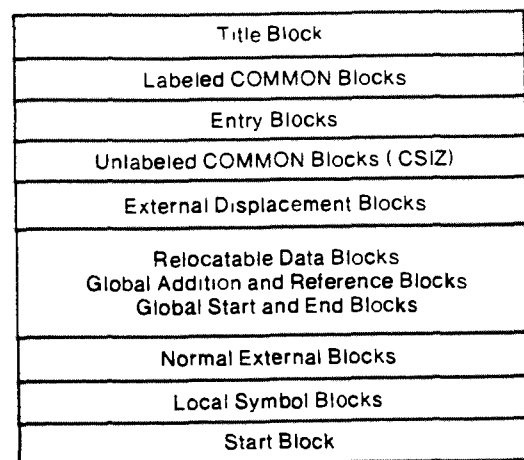 Title Block
Labeled COMMON Blocks
Entry Blocks
Unlabeled COMMON Blocks ( CSIZ)
External Displacement Blocks
Relocatable Data Blocks
Global Addition and Reference Blocks
Global Start and End Blocks
Normal External Blocks
Local Symbol Blocks
Start Block